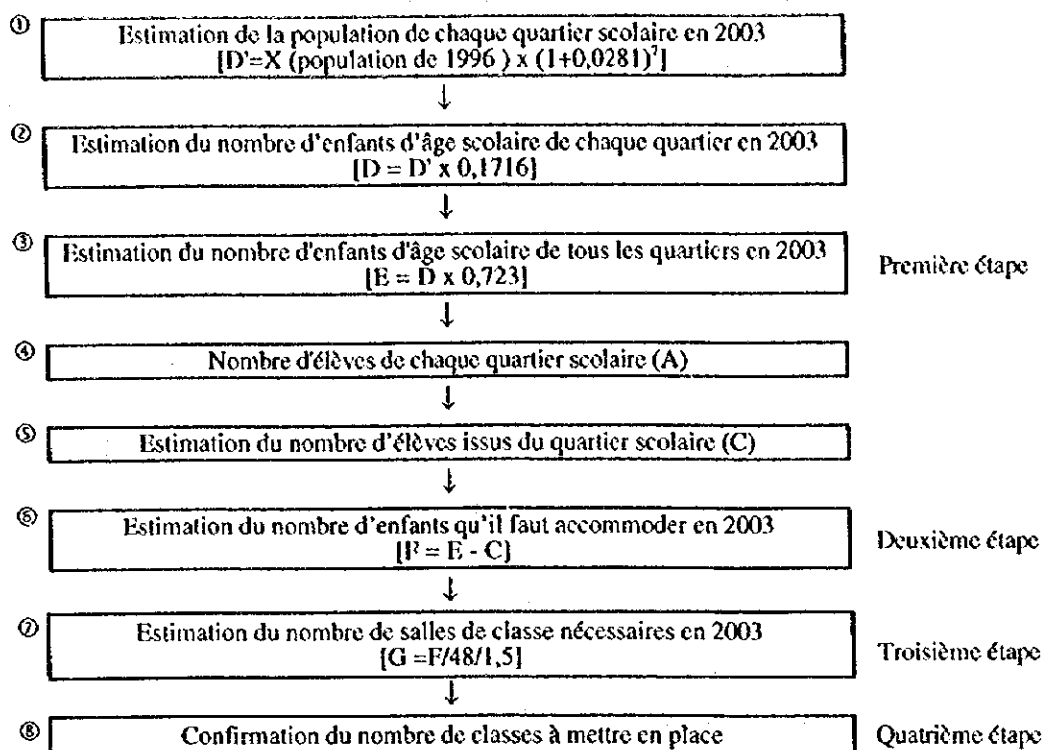 ① Estimation de la population de chaque quartier scolaire en 2003
[D'=X (population de 1996 ) x (1+0,0281)⁷]
↓
② Estimation du nombre d'enfants d'âge scolaire de chaque quartier en 2003
[D = D' x 0,1716]
↓
③ Estimation du nombre d'enfants d'âge scolaire de tous les quartiers en 2003
[E = D x 0,723]
Première étape
↓
④ Nombre d'élèves de chaque quartier scolaire (A)
↓
⑤ Estimation du nombre d'élèves issus du quartier scolaire (C)
↓
⑥ Estimation du nombre d'enfants qu'il faut accommoder en 2003
[F = E - C]
Deuxième étape
↓
⑦ Estimation du nombre de salles de classe nécessaires en 2003
[G =F/48/1,5]
Troisième étape
↓
⑧ Confirmation du nombre de classes à mettre en place
Quatrième étape